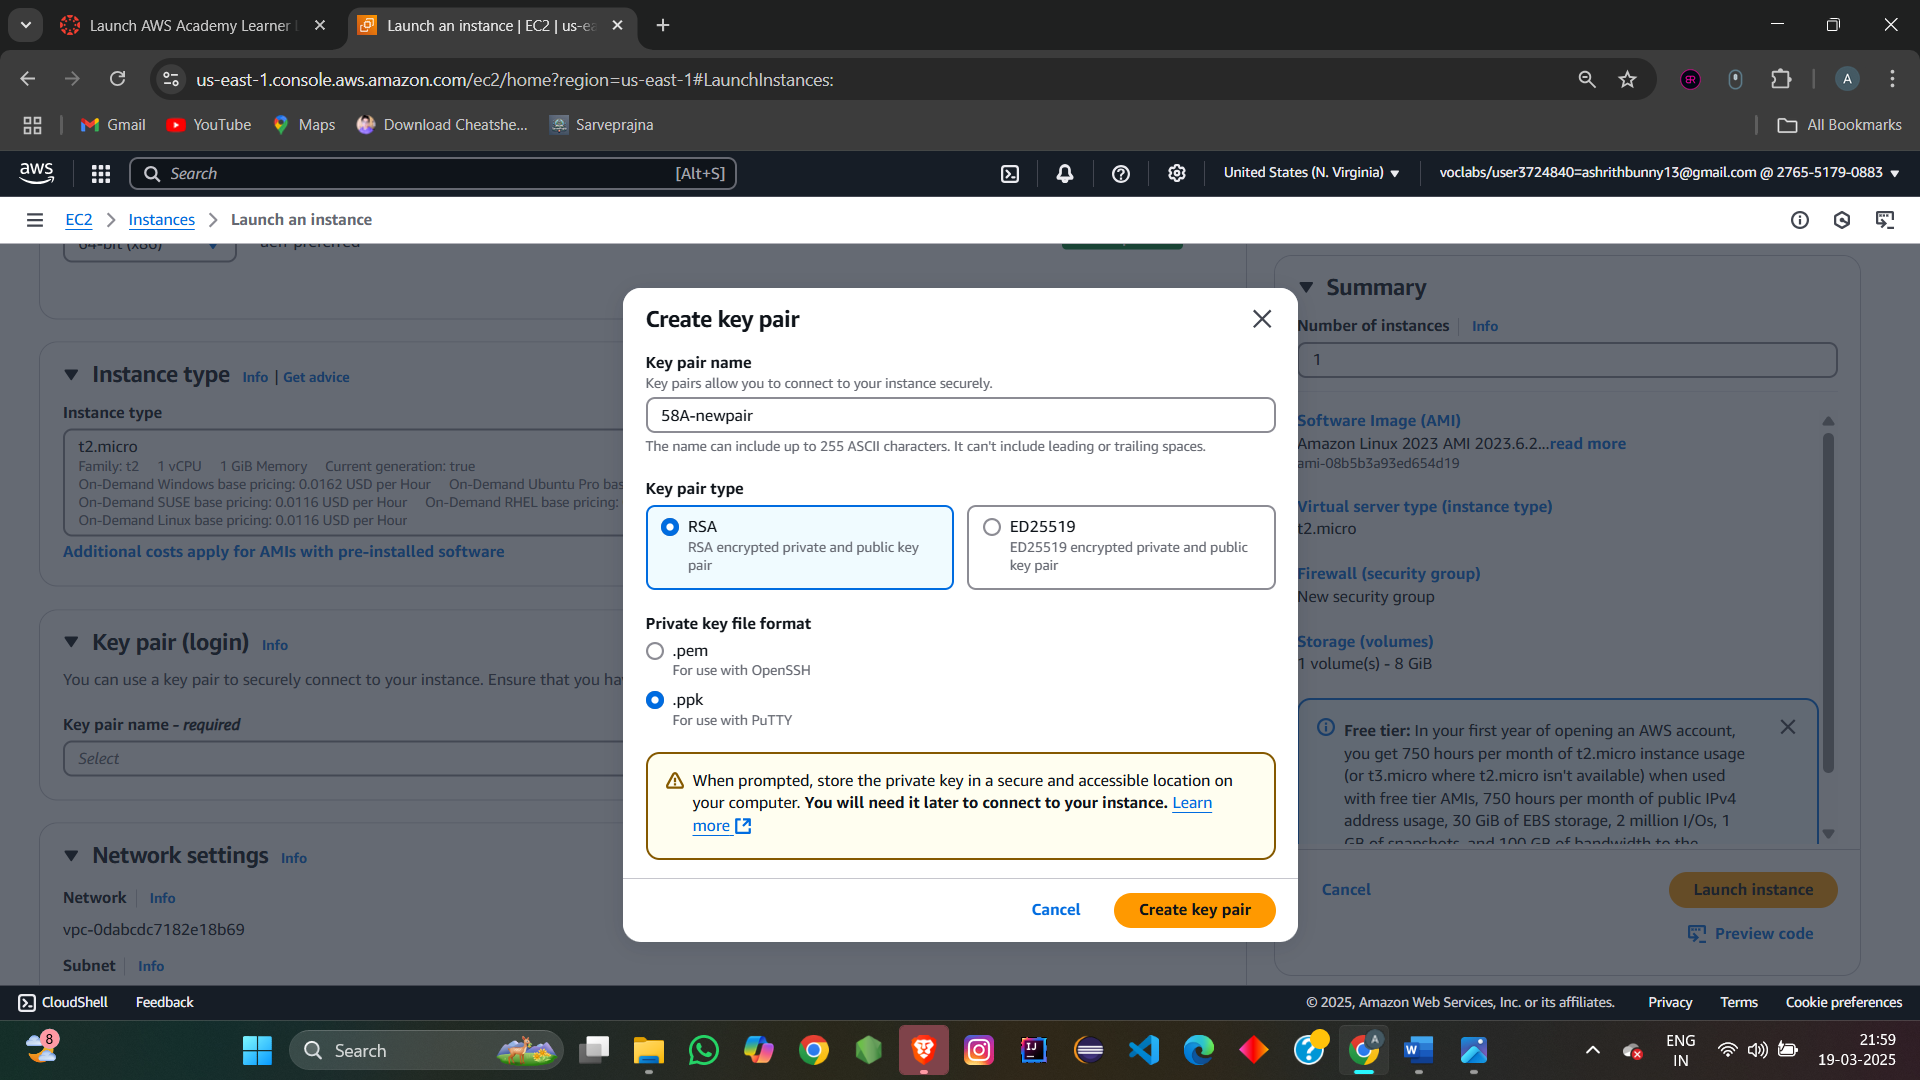 Launch AWS Academy Learner
Launch an instance | EC2 | us-ea
us-east-1.console.aws.amazon.com/ec2/home?region=us-east-1#LaunchInstances:
BR
A
Gmail
YouTube
Maps
Download Cheatshe...
Sarveprajna
All Bookmarks
aws
Search
[Alt+S]
United States (N. Virginia)
voclabs/user3724840=ashrithbunny13@gmail.com @ 2765-5179-0883
EC2
Instances
Launch an instance
64-bit (x86)
uefi-preferred
Instance type
Info | Get advice
Instance type
t2.micro
Family: t2 1 vCPU 1 GiB Memory Current generation: true
On-Demand Windows base pricing: 0.0162 USD per Hour On-Demand Ubuntu Pro bas
On-Demand SUSE base pricing: 0.0116 USD per Hour On-Demand RHEL base pricing:
On-Demand Linux base pricing: 0.0116 USD per Hour
Additional costs apply for AMIs with pre-installed software
Key pair (login) Info
You can use a key pair to securely connect to your instance. Ensure that you ha
Key pair name - required
Select
Network settings Info
Network Info
vpc-0dabcdc7182e18b69
Subnet Info
Create key pair
Key pair name
Key pairs allow you to connect to your instance securely.
58A-newpair
The name can include up to 255 ASCII characters. It can't include leading or trailing spaces.
Key pair type
RSA
RSA encrypted private and public key
pair
ED25519
ED25519 encrypted private and public
key pair
Private key file format
.pem
For use with OpenSSH
.ppk
For use with PuTTY
When prompted, store the private key in a secure and accessible location on
your computer. You will need it later to connect to your instance. Learn
more
Cancel
Create key pair
Summary
Number of instances Info
1
Software Image (AMI)
Amazon Linux 2023 AMI 2023.6.2...read more
ami-08b5b3a93ed654d19
Virtual server type (instance type)
t2.micro
Firewall (security group)
New security group
Storage (volumes)
1 volume(s) - 8 GiB
Free tier: In your first year of opening an AWS account,
you get 750 hours per month of t2.micro instance usage
(or t3.micro where t2.micro isn't available) when used
with free tier AMIs, 750 hours per month of public IPv4
address usage, 30 GiB of EBS storage, 2 million I/Os, 1
GB of snapshots, and 100 GB of bandwidth to the
Cancel
Launch instance
Preview code
CloudShell
Feedback
© 2025, Amazon Web Services, Inc. or its affiliates.
Privacy
Terms
Cookie preferences
8
Search
IJ
A
W
ENG
IN
21:59
19-03-2025